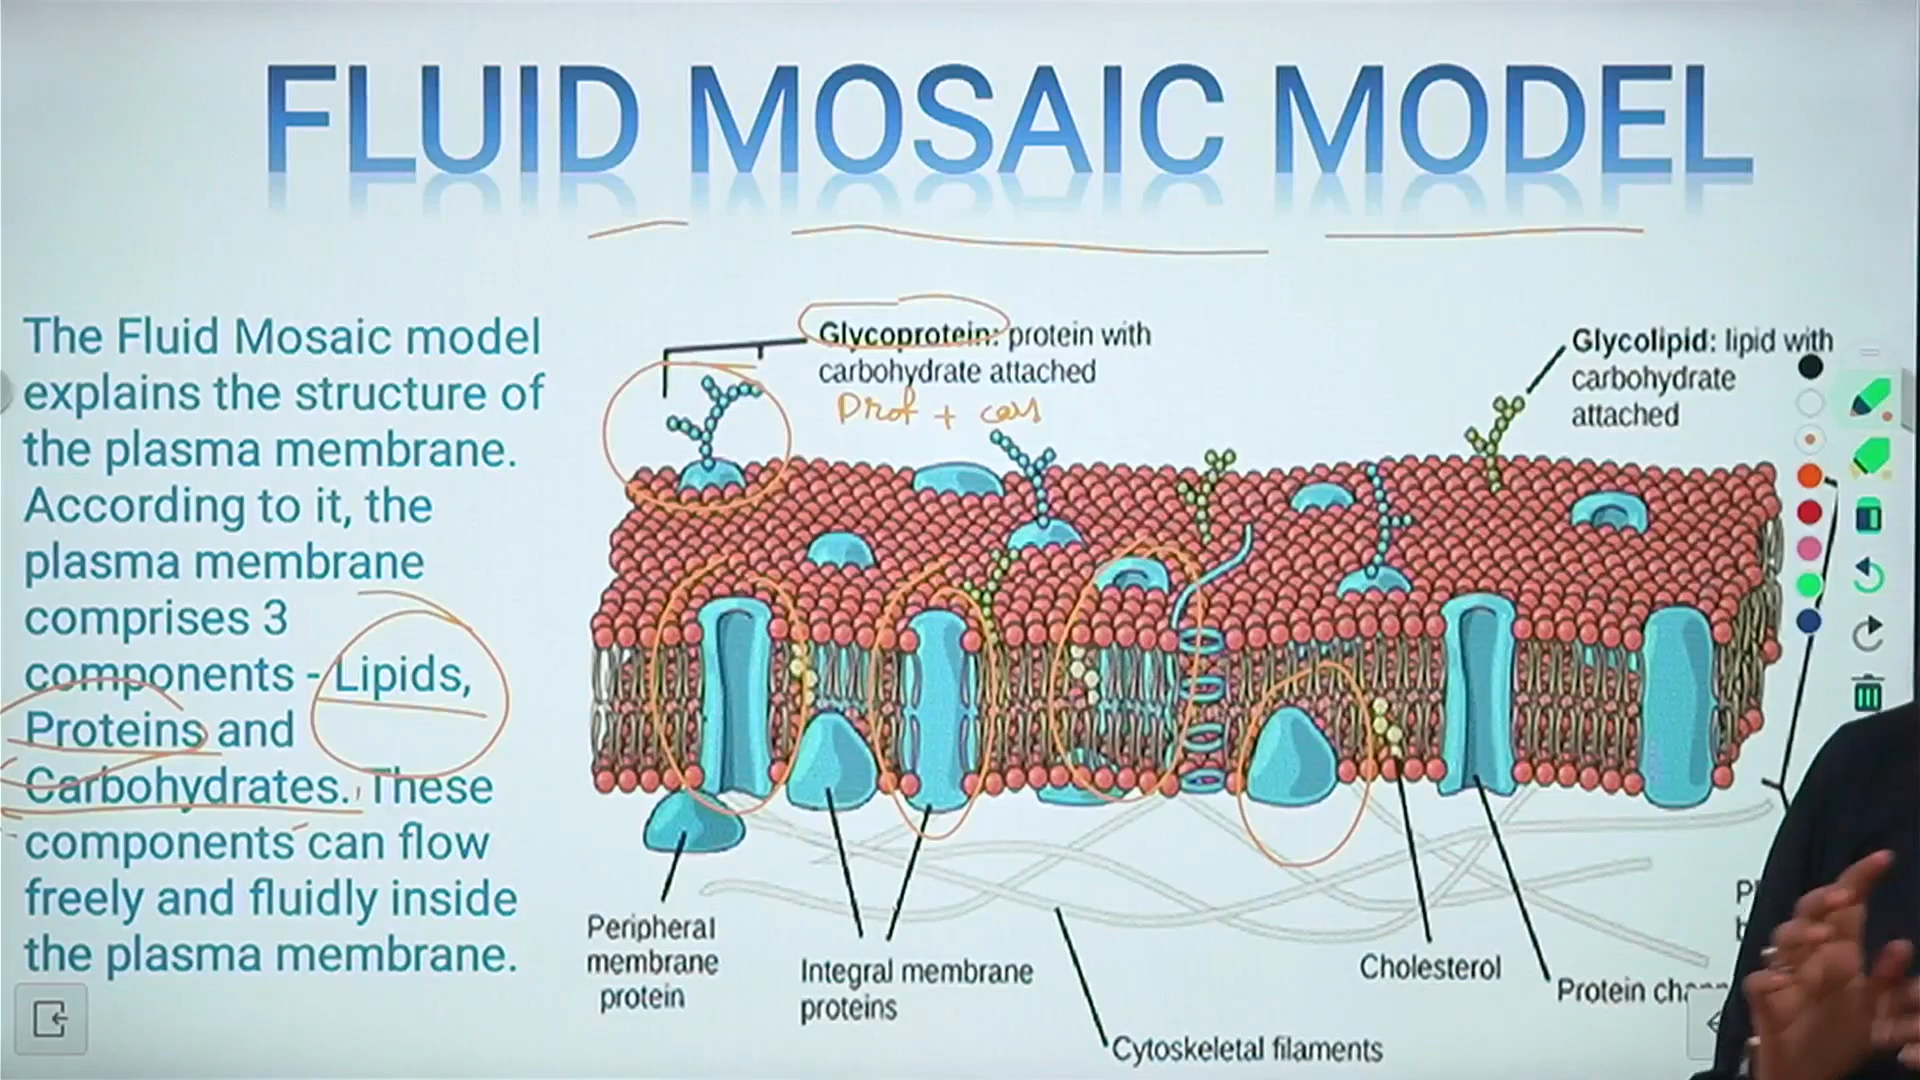 FLUID MOSAIC MODEL
The Fluid Mosaic model
explains the structure of
the plasma membrane.
According to it, the
plasma membrane
comprises 3
components - Lipids,
Proteins and
Carbohydrates. These
components can flow
freely and fluidly inside
the plasma membrane.
Glycoprotein: protein with
carbohydrate attached
Prot +
Glycolipid: lipid with
carbohydrate
attached
Peripheral
membrane
protein
Integral membrane
proteins
Cytoskeletal filaments
Cholesterol
Protein